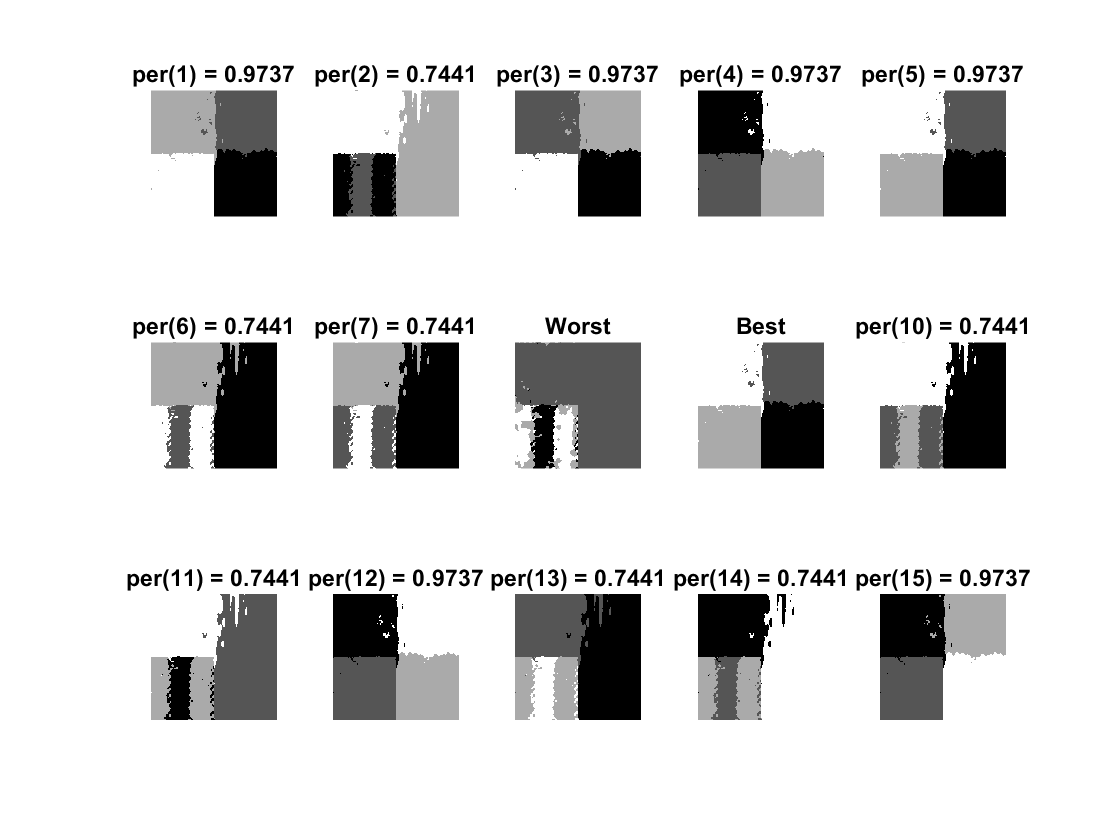 per(1) = 0.9737 per(2) = 0.7441 per(3) = 0.9737 per(4) = 0.9737 per(5) = 0.9737
per(6) = 0.7441 per(7) = 0.7441 Worst Best per(10) = 0.7441
per(11) = 0.7441 per(12) = 0.9737 per(13) = 0.7441 per(14) = 0.7441 per(15) = 0.9737